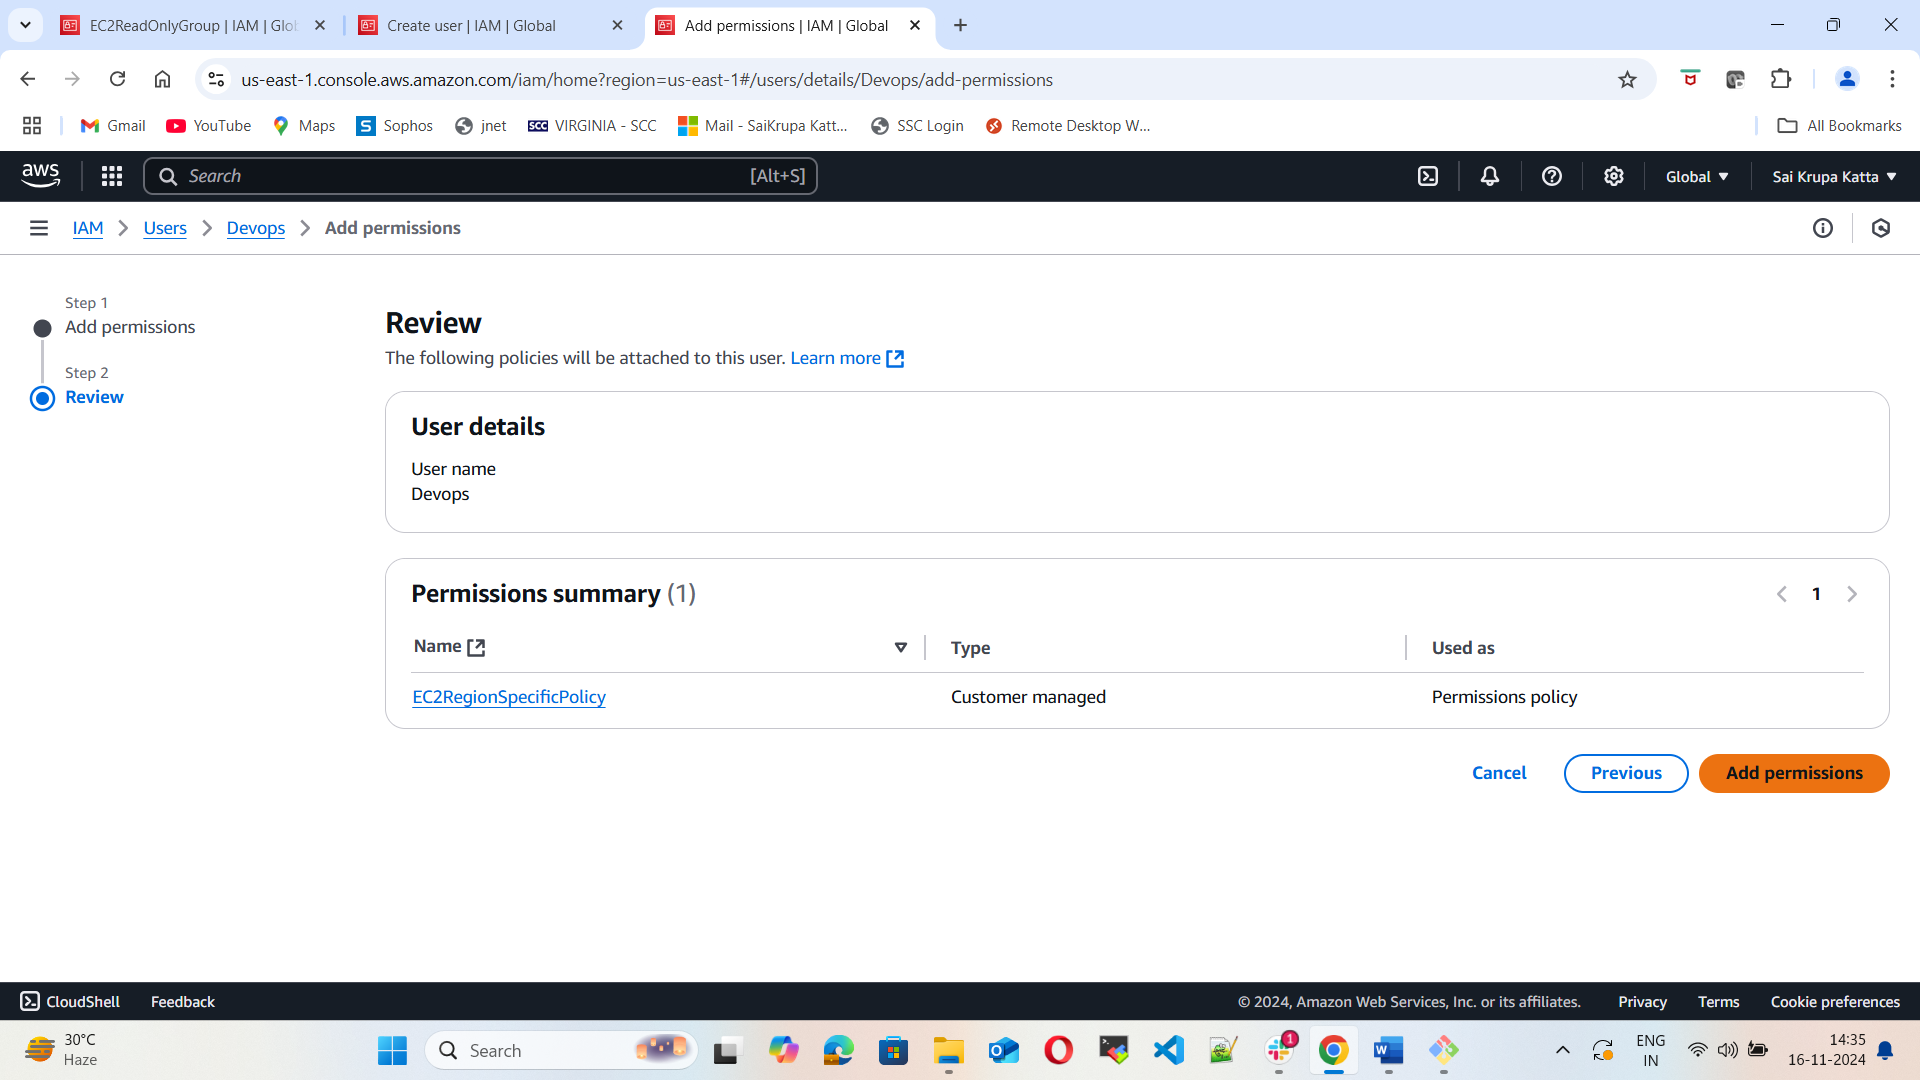 EC2ReadOnlyGroup | IAM | Glob
Create user | IAM | Global
Add permissions | IAM | Global
us-east-1.console.aws.amazon.com/iam/home?region=us-east-1#/users/details/Devops/add-permissions
Gmail
YouTube
Maps
Sophos
jnet
SCC VIRGINIA - SCC
Mail - SaiKrupa Katt...
SSC Login
Remote Desktop W...
All Bookmarks
aws
Search
[Alt+S]
Global
Sai Krupa Katta
IAM
Users
Devops
Add permissions
Step 1
Add permissions
Step 2
Review
Review
The following policies will be attached to this user. Learn more
User details
User name
Devops
Permissions summary (1)
1
Name
Type
Used as
EC2RegionSpecificPolicy
Customer managed
Permissions policy
Cancel
Previous
Add permissions
CloudShell
Feedback
© 2024, Amazon Web Services, Inc. or its affiliates.
Privacy
Terms
Cookie preferences
30°C
Haze
Search
1
ENG
IN
14:35
16-11-2024